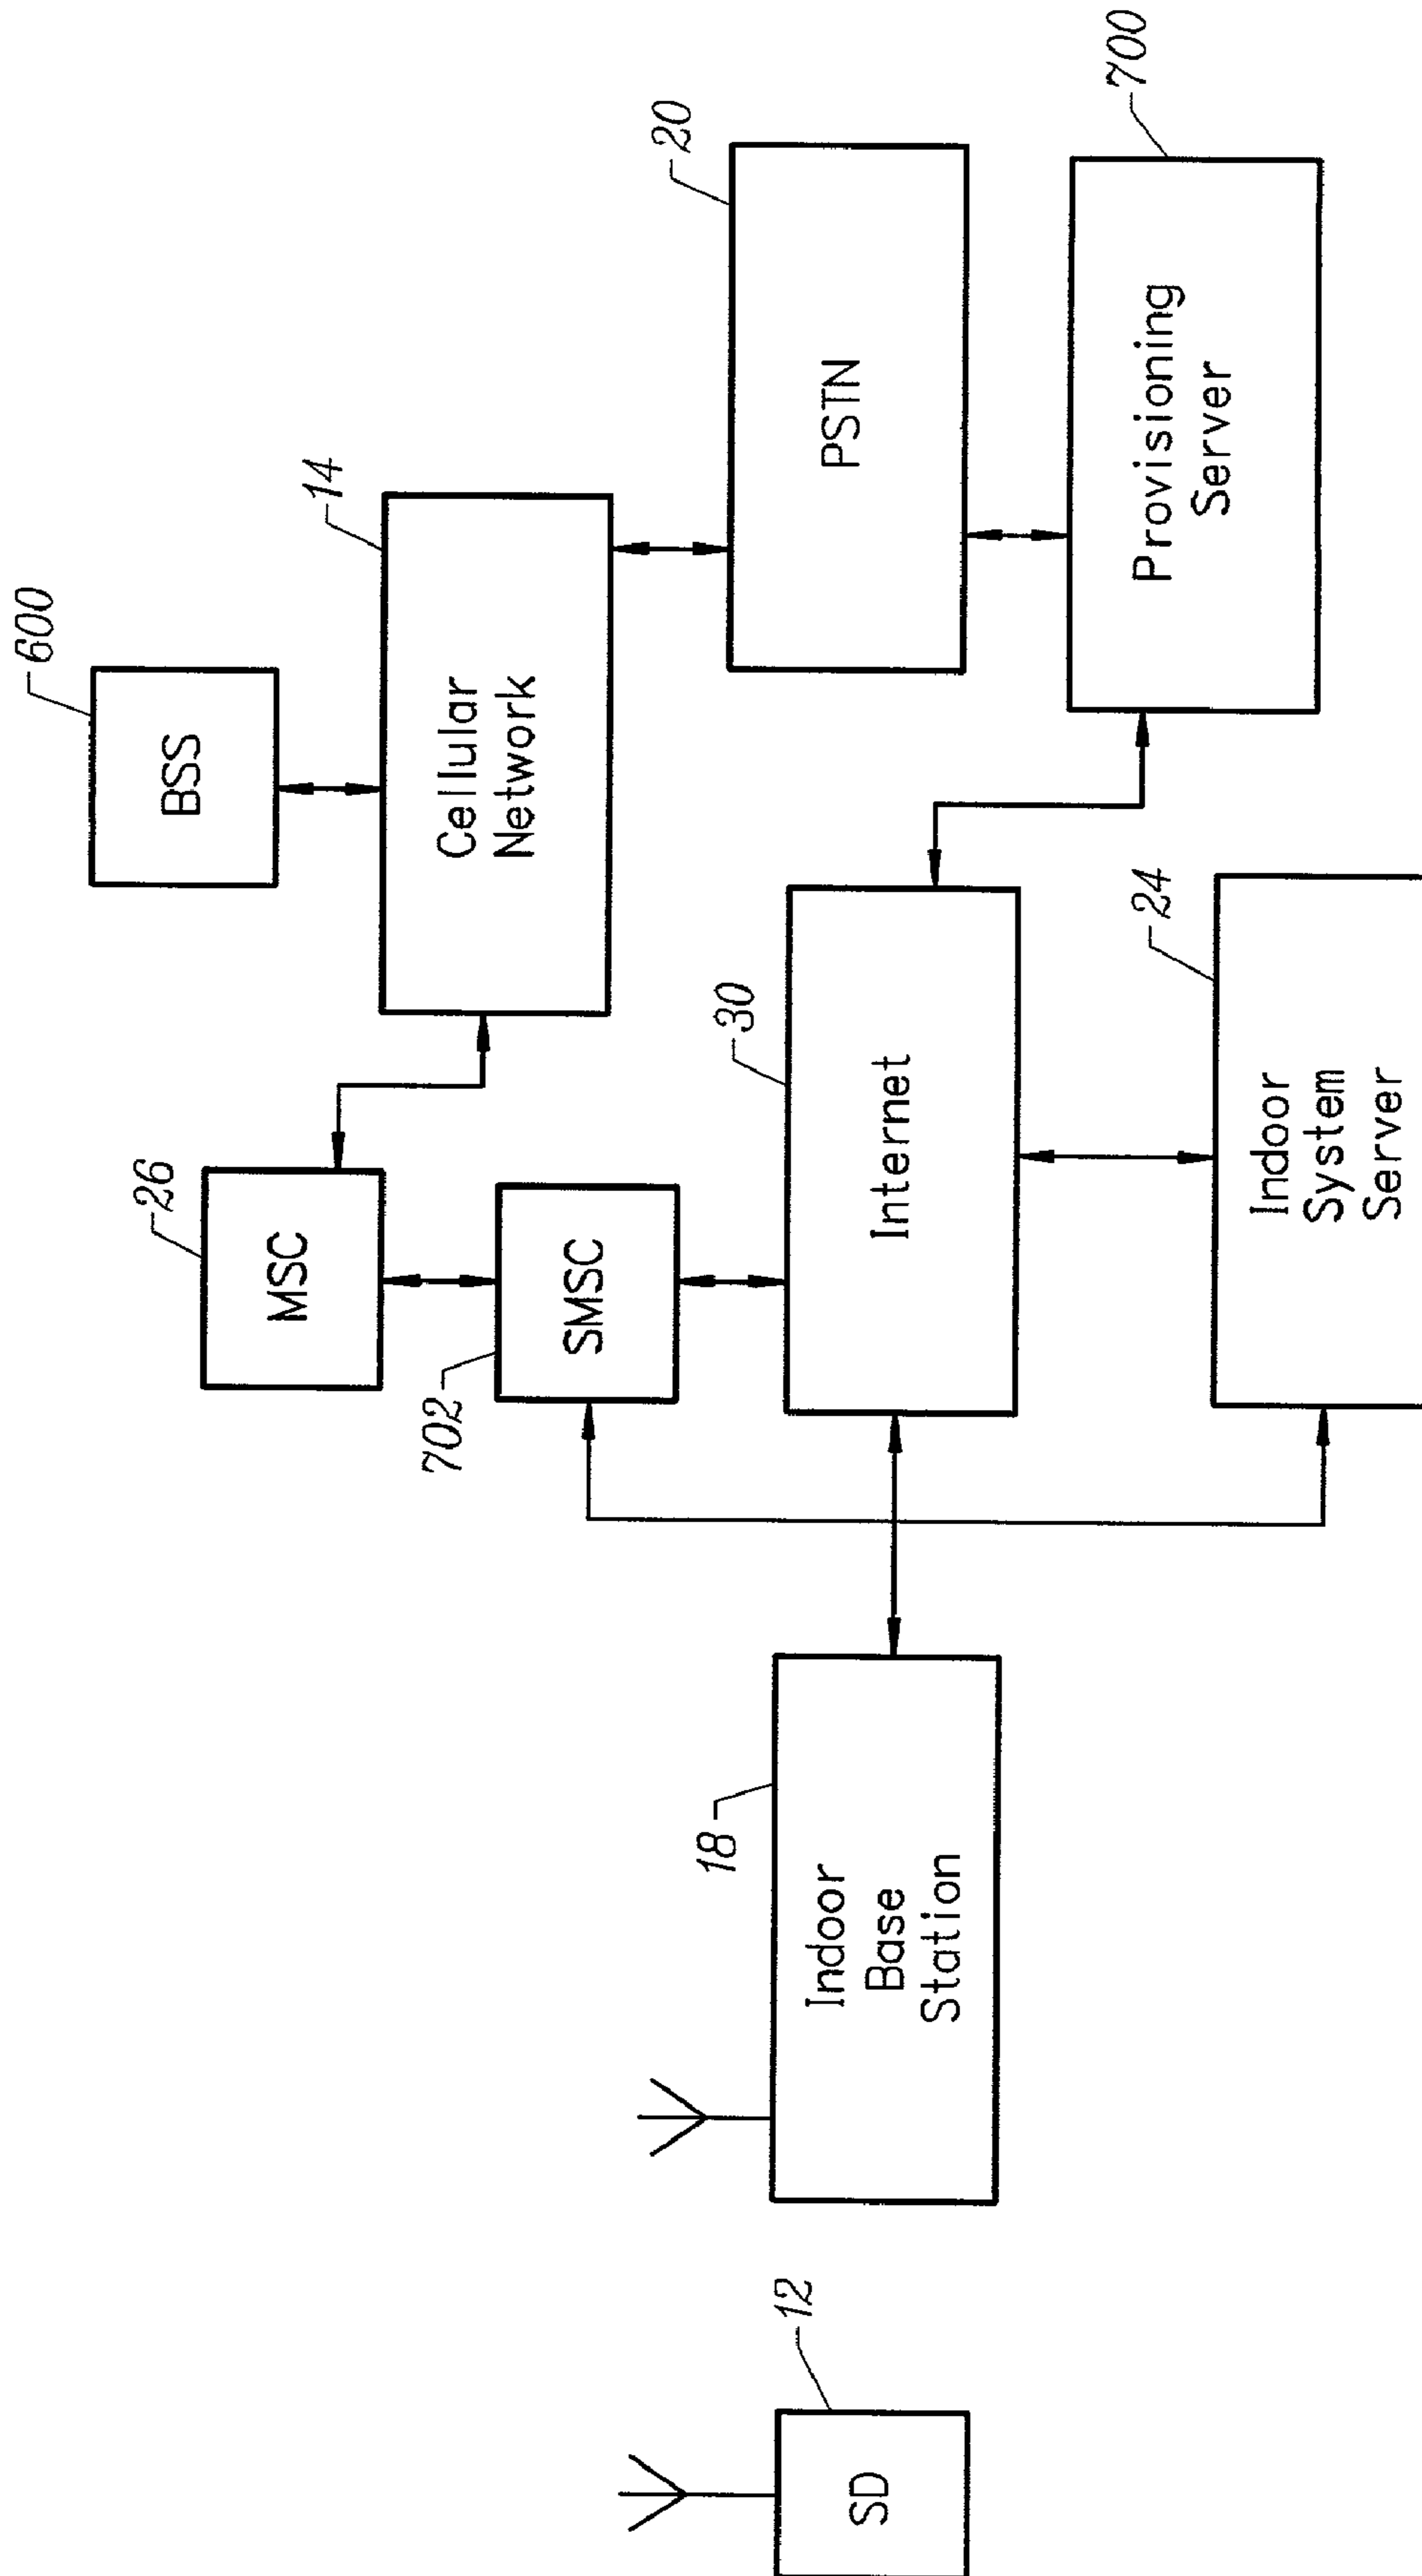 600
BSS
14
Cellular
Network
26
MSC
702
SMSC
20
PSTN
30
Internet
700
Provisioning
Server
24
Indoor
System
Server
18
Indoor
Base
Station
12
SD